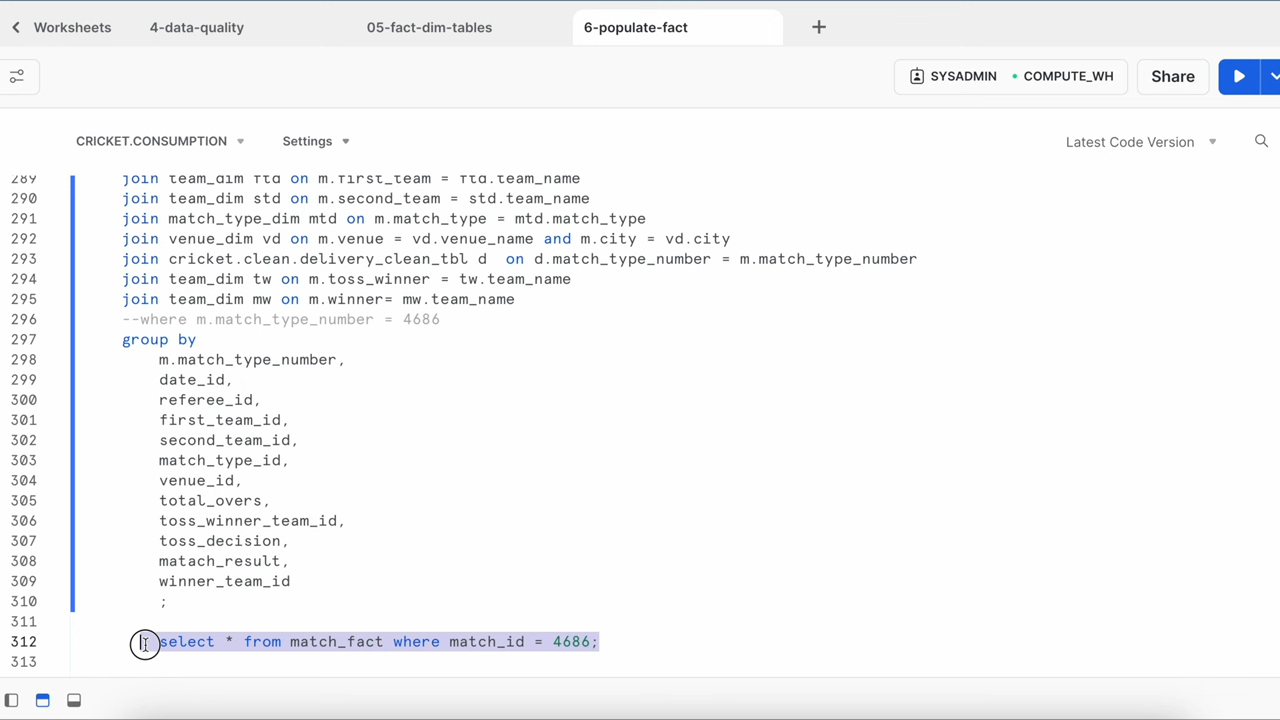 Worksheets 4-data-quality 05-fact-dim-tables 6-populate-fact +
SYSADMIN • COMPUTE_WH Share
CRICKET.CONSUMPTION Settings Latest Code Version
289 join team_dim ftd on m.first_team = ftd.team_name
290 join team_dim std on m.second_team = std.team_name
291 join match_type_dim mtd on m.match_type = mtd.match_type
292 join venue_dim vd on m.venue = vd.venue_name and m.city = vd.city
293 join cricket.clean.delivery_clean_tbl d  on d.match_type_number = m.match_type_number
294 join team_dim tw on m.toss_winner = tw.team_name
295 join team_dim mw on m.winner= mw.team_name
296 --where m.match_type_number = 4686
297 group by
298 m.match_type_number,
299 date_id,
300 referee_id,
301 first_team_id,
302 second_team_id,
303 match_type_id,
304 venue_id,
305 total_overs,
306 toss_winner_team_id,
307 toss_decision,
308 matach_result,
309 winner_team_id
310 ;
311
312 select * from match_fact where match_id = 4686;
313